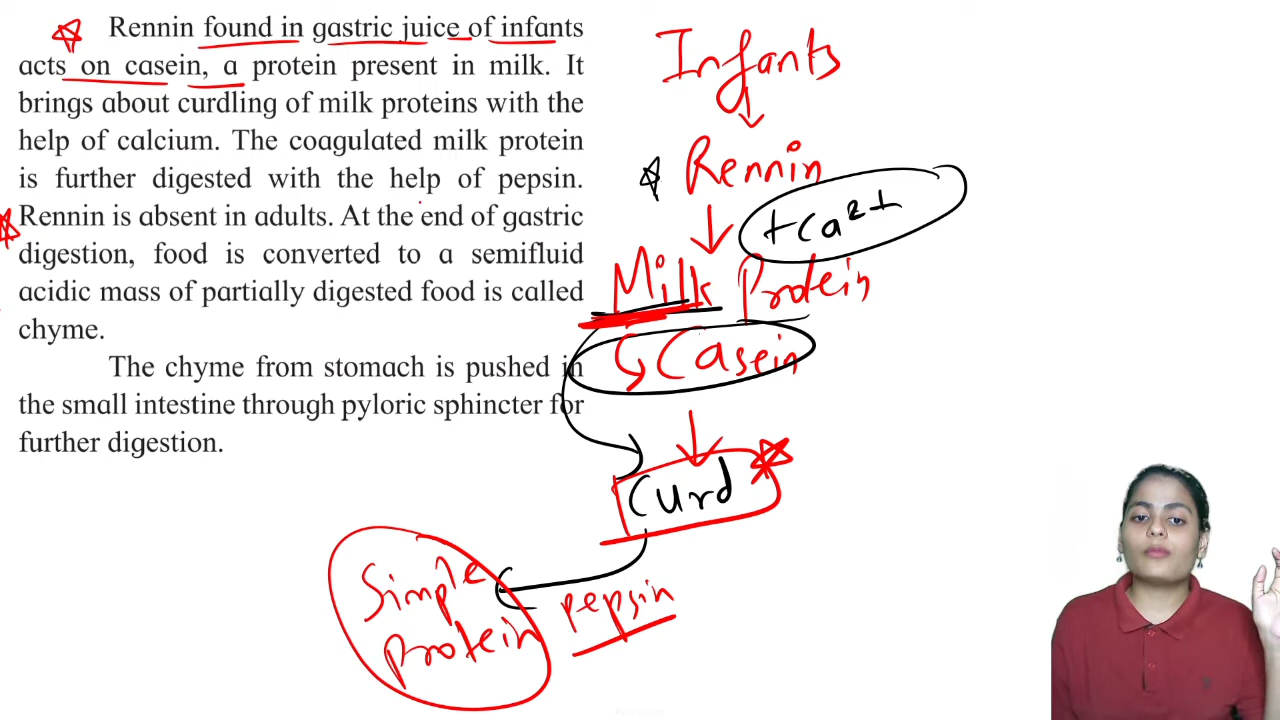 Rennin found in gastric juice of infants
acts on casein, a protein present in milk. It
brings about curdling of milk proteins with the
help of calcium. The coagulated milk protein
is further digested with the help of pepsin.
Rennin is absent in adults. At the end of gastric
digestion, food is converted to a semifluid
acidic mass of partially digested food is called
chyme.
The chyme from stomach is pushed in
the small intestine through pyloric sphincter for
further digestion.
Infants
Rennin
+Ca2+
Milk Protein
Casein
Curd
pepsin
Simple
protein